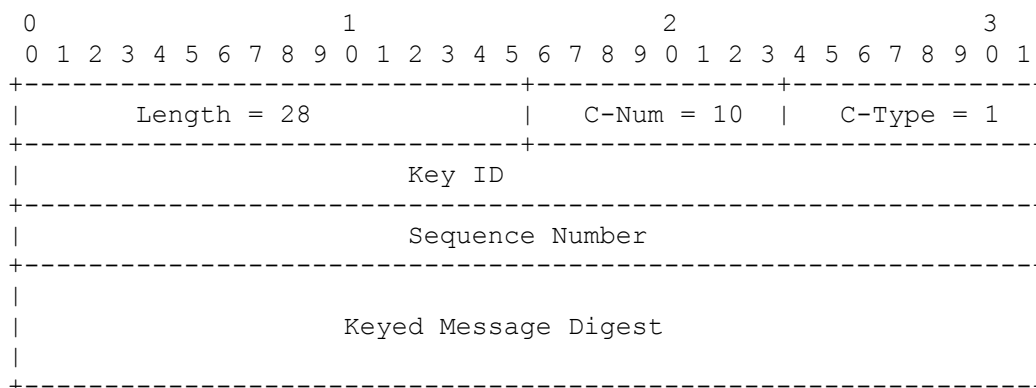 0                   1                   2                   3
0 1 2 3 4 5 6 7 8 9 0 1 2 3 4 5 6 7 8 9 0 1 2 3 4 5 6 7 8 9 0 1
+-------------------------------+---------------+---------------
|       Length = 28             |   C-Num = 10  |   C-Type = 1
+-------------------------------+-------------------------------
|                        Key ID
+---------------------------------------------------------------
|                        Sequence Number
+---------------------------------------------------------------
|
|                    Keyed Message Digest
|
+---------------------------------------------------------------